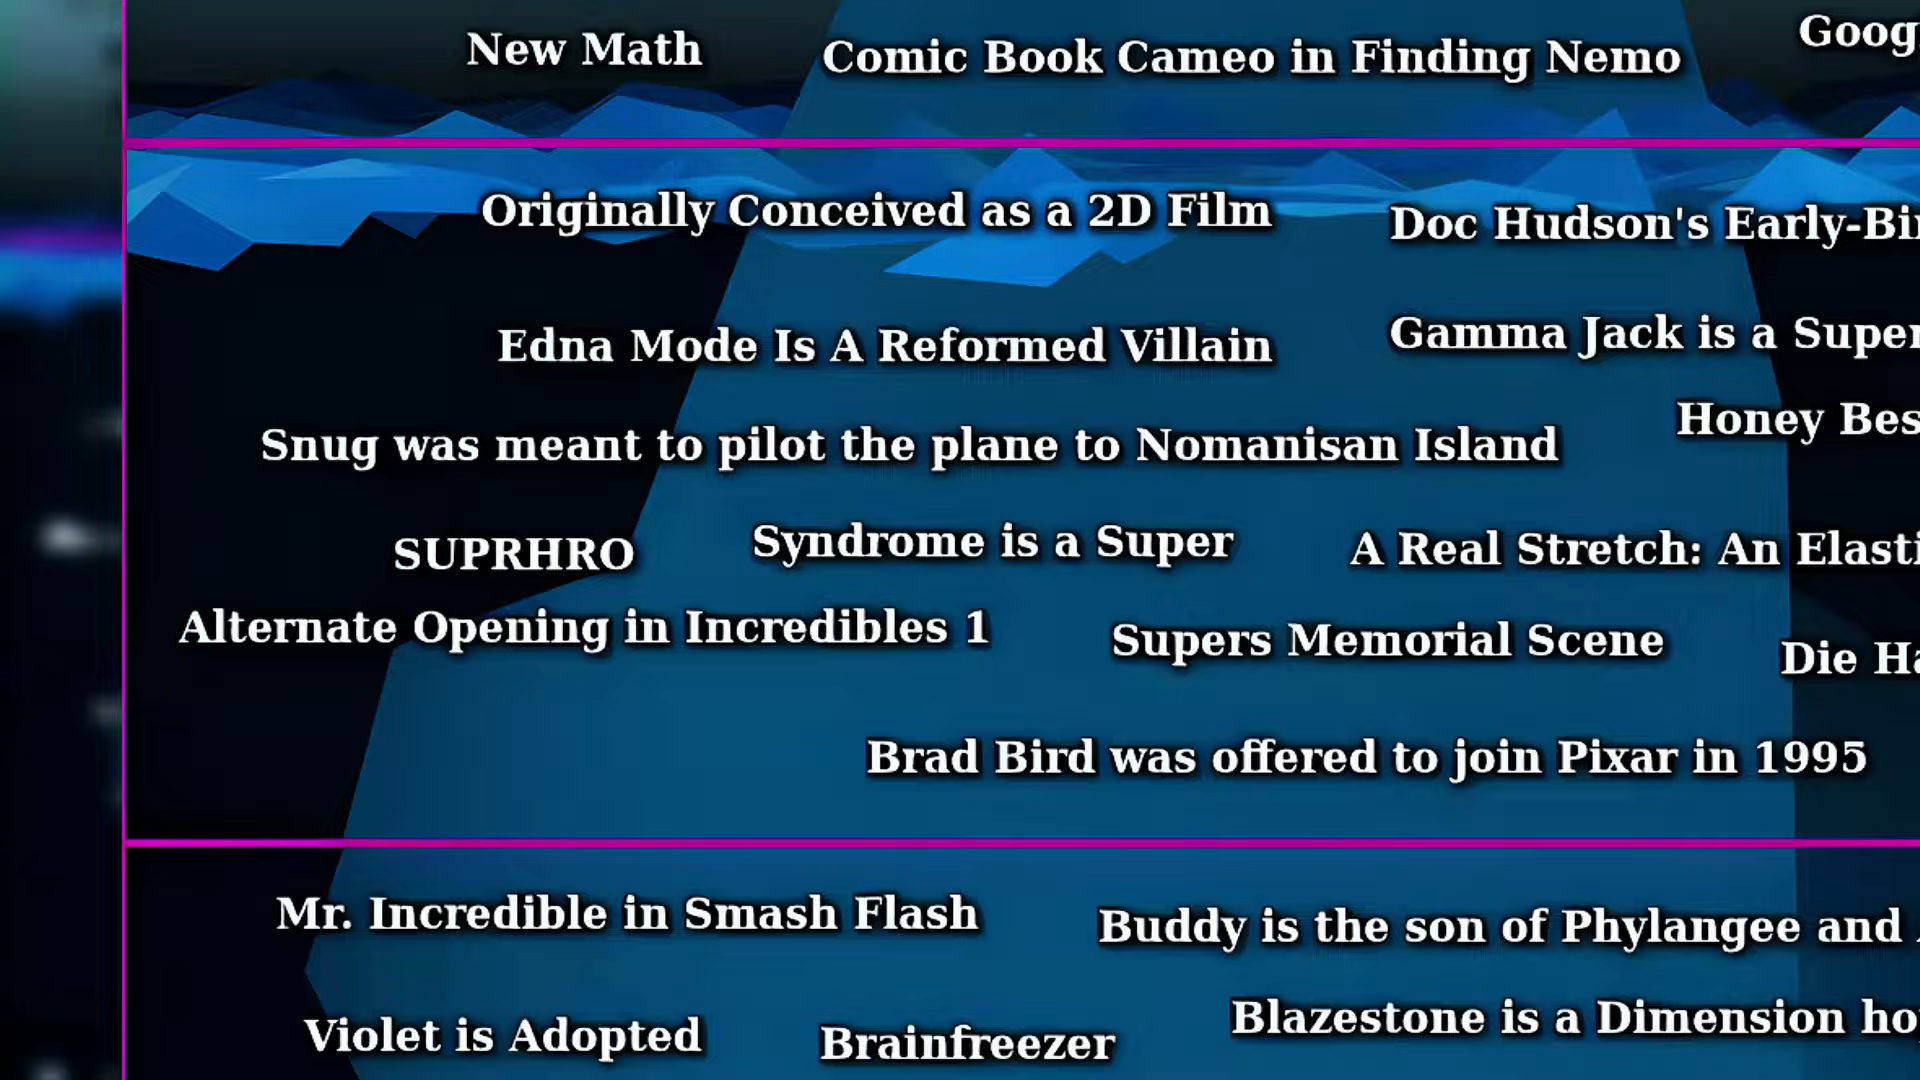 New Math
Comic Book Cameo in Finding Nemo
Goog
Originally Conceived as a 2D Film
Doc Hudson's Early-Bir
Edna Mode Is A Reformed Villain
Gamma Jack is a Super
Honey Bes
Snug was meant to pilot the plane to Nomanisan Island
SUPRHRO
Syndrome is a Super
A Real Stretch: An Elasti
Alternate Opening in Incredibles 1
Supers Memorial Scene
Die Ha
Brad Bird was offered to join Pixar in 1995
Mr. Incredible in Smash Flash
Buddy is the son of Phylangee and
Violet is Adopted
Brainfreezer
Blazestone is a Dimension ho